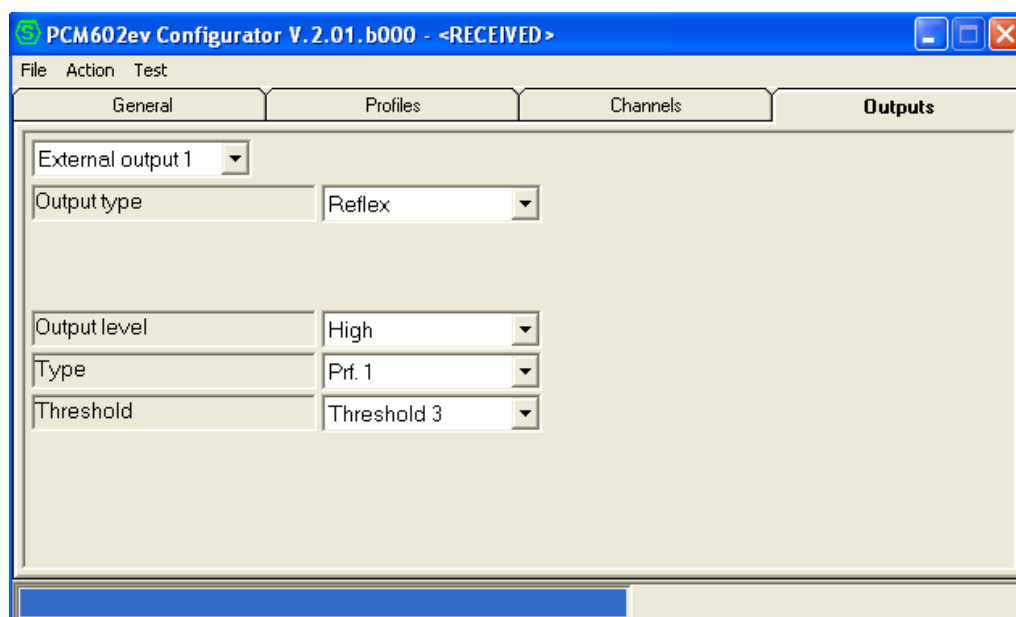 S PCM602ev Configurator V.2.01.b000 - <RECEIVED>
File Action Test
General Profiles Channels Outputs
External output 1
Output type Reflex
Output level High
Type Prf. 1
Threshold Threshold 3